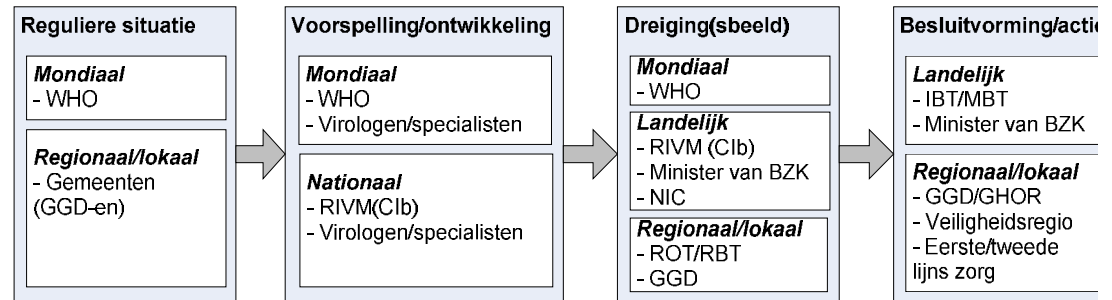 Reguliere situatie
Mondiaal
- WHO
Regionaal/lokaal
- Gemeenten
(GGD-en)
Voorspelling/ontwikkeling
Mondiaal
- WHO
- Virologen/specialisten
Nationaal
- RIVM(CIb)
- Virologen/specialisten
Dreiging(sbeeld)
Mondiaal
- WHO
Landelijk
- RIVM (CIb)
- Minister van BZK
- NIC
Regionaal/lokaal
- ROT/RBT
- GGD
Besluitvorming/actie
Landelijk
- IBT/MBT
- Minister van BZK
Regionaal/lokaal
- GGD/GHOR
- Veiligheidsregio
- Eerste/tweede
lijns zorg